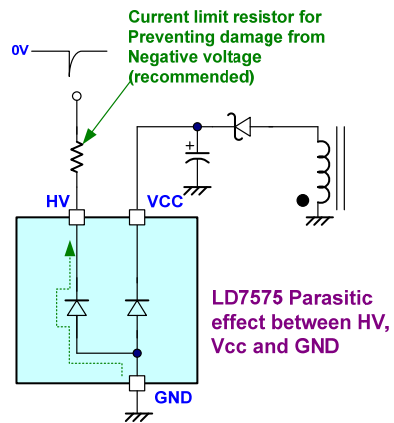 Current limit resistor for
Preventing damage from
Negative voltage
(recommended)
0V
+
HV
VCC
LD7575 Parasitic
effect between HV,
Vcc and GND
GND